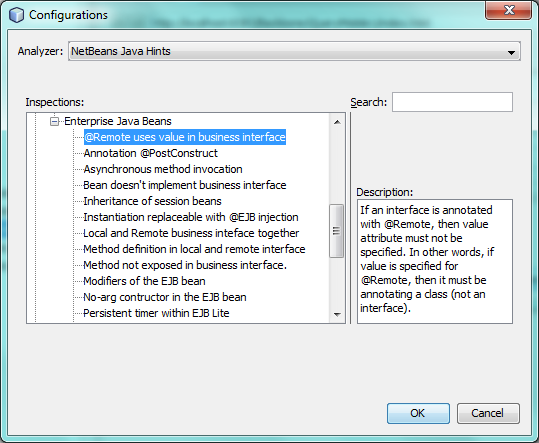 Configurations
Analyzer: NetBeans Java Hints
Inspections:
Search:
Enterprise Java Beans
@Remote uses value in business interface
Annotation @PostConstruct
Asynchronous method invocation
Bean doesn't implement business interface
Inheritance of session beans
Instantiation replaceable with @EJB injection
Local and Remote business inteface together
Method definition in local and remote interface
Method not exposed in business interface.
Modifiers of the EJB bean
No-arg contructor in the EJB bean
Persistent timer within EJB Lite
Description:
If an interface is annotated
with @Remote, then value
attribute must not be
specified. In other words, if
value is specified for
@Remote, then it must be
annotating a class (not an
interface).
OK
Cancel